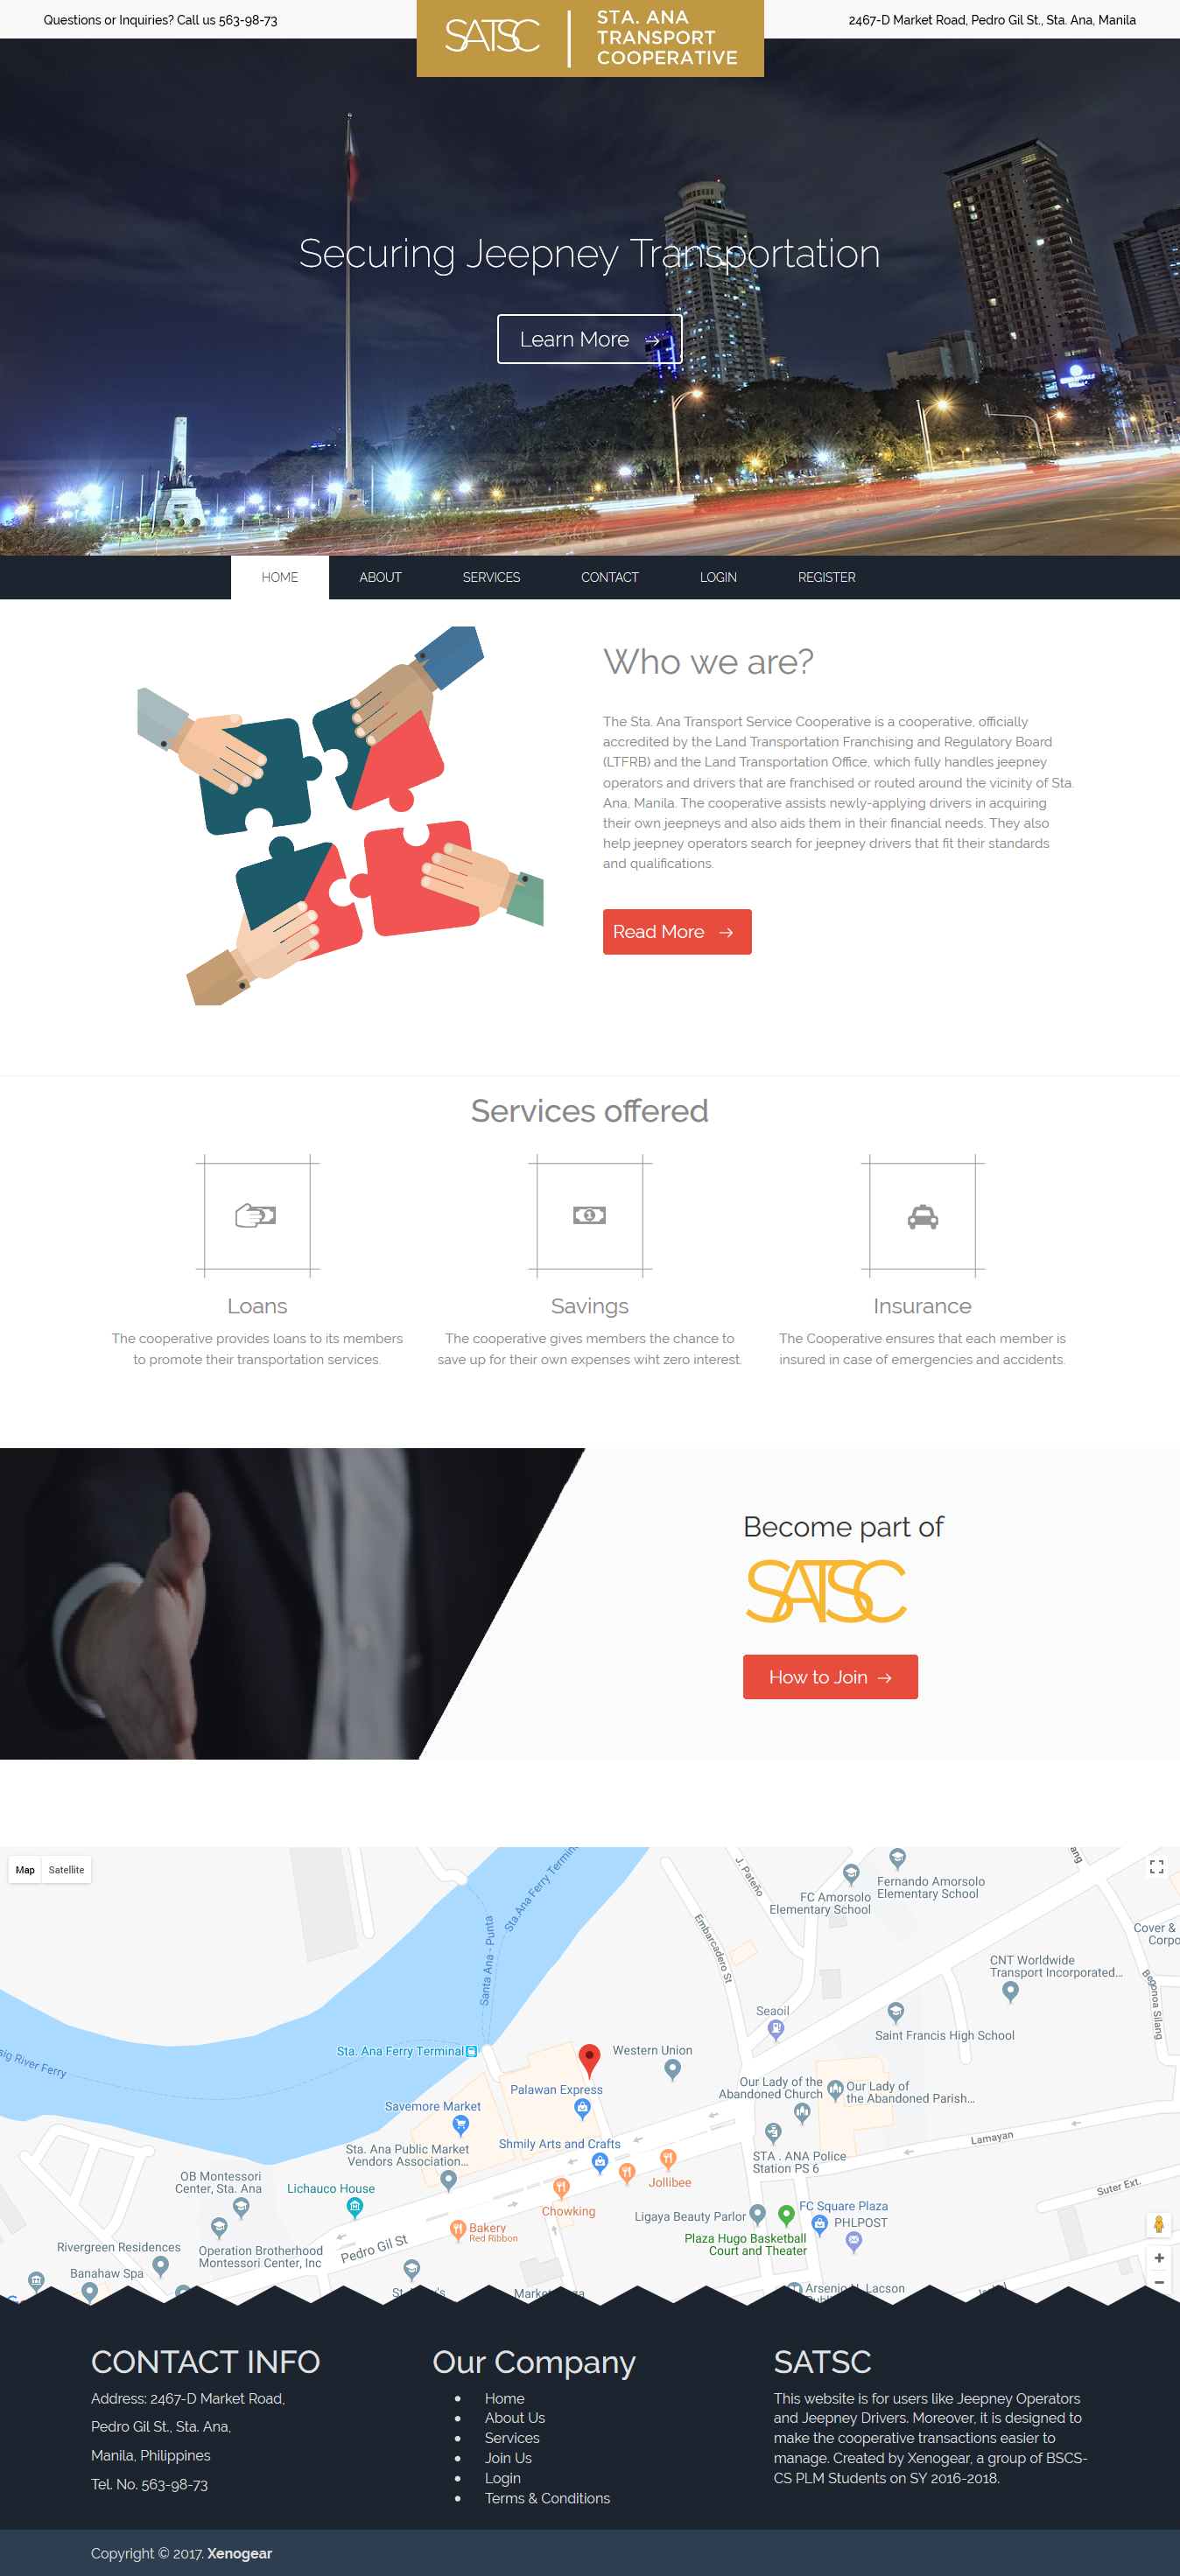 Questions or Inquiries? Call us 563-98-73
SATSC
STA. ANA
TRANSPORT
COOPERATIVE
2467-D Market Road, Pedro Gil St., Sta. Ana, Manila
Securing Jeepney Transportation
Learn More →
HOME ABOUT SERVICES CONTACT LOGIN REGISTER
Who we are?
The Sta. Ana Transport Service Cooperative is a cooperative, officially
accredited by the Land Transportation Franchising and Regulatory Board
(LTFRB) and the Land Transportation Office, which fully handles jeepney
operators and drivers that are franchised or routed around the vicinity of Sta.
Ana, Manila. The cooperative assists newly-applying drivers in acquiring
their own jeepneys and also aids them in their financial needs. They also
help jeepney operators search for jeepney drivers that fit their standards
and qualifications.
Read More →
Services offered
Loans
The cooperative provides loans to its members
to promote their transportation services.
Savings
The cooperative gives members the chance to
save up for their own expenses wiht zero interest.
Insurance
The Cooperative ensures that each member is
insured in case of emergencies and accidents.
Become part of
SATSC
How to Join →
Map Satellite
Sta.Ana Ferry Termin
Santa Ana - Punta
sig River Ferry
J. Pateño
Embarcadero St
ang
Fernando Amorsolo
Elementary School
FC Amorsolo
Elementary School
Cover &
Corpo
CNT Worldwide
Transport Incorporated...
Begonoa Silang
Seaoil
Saint Francis High School
Sta. Ana Ferry Terminal
Western Union
Palawan Express
Our Lady of the
Abandoned Church
Our Lady of
the Abandoned Parish...
Savemore Market
Shmily Arts and Crafts
Sta. Ana Public Market
Vendors Association...
STA . ANA Police
Station PS 6
Lamayan
OB Montessori
Center, Sta. Ana
Lichauco House
Jollibee
Suter Ext.
Chowking
Ligaya Beauty Parlor
FC Square Plaza
PHLPOST
Bakery
Red Ribbon
Plaza Hugo Basketball
Court and Theater
Rivergreen Residences
Operation Brotherhood
Montessori Center, Inc
Pedro Gil St
Banahaw Spa
CONTACT INFO
Address: 2467-D Market Road,
Pedro Gil St., Sta. Ana,
Manila, Philippines
Tel. No. 563-98-73
Our Company
• Home
• About Us
• Services
• Join Us
• Login
• Terms & Conditions
SATSC
This website is for users like Jeepney Operators
and Jeepney Drivers. Moreover, it is designed to
make the cooperative transactions easier to
manage. Created by Xenogear, a group of BSCS-
CS PLM Students on SY 2016-2018.
Copyright © 2017. Xenogear